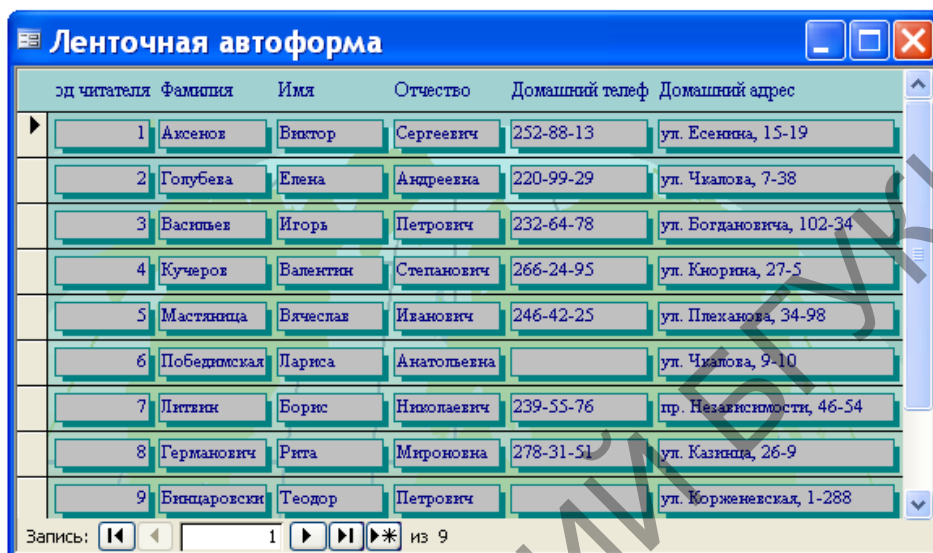 Ленточная автоформа
од читателя Фамилия Имя Отчество Домашний телеф Домашний адрес
1 Аксенов Виктор Сергеевич 252-88-13 ул. Есенина, 15-19
2 Голубева Елена Андреевна 220-99-29 ул. Чкалова, 7-38
3 Васильев Игорь Петрович 232-64-78 ул. Богдановича, 102-34
4 Кучеров Валентин Степанович 266-24-95 ул. Кнорина, 27-5
5 Мастяница Вячеслав Иванович 246-42-25 ул. Плеханова, 34-98
6 Победимская Лариса Анатольевна ул. Чкалова, 9-10
7 Литвин Борис Николаевич 239-55-76 пр. Независимости, 46-54
8 Германович Рита Мироновна 278-31-51 ул. Казинца, 26-9
9 Бинцаровски Теодор Петрович ул. Корженевская, 1-288
Запись: 1 из 9
ИЙ БГУК